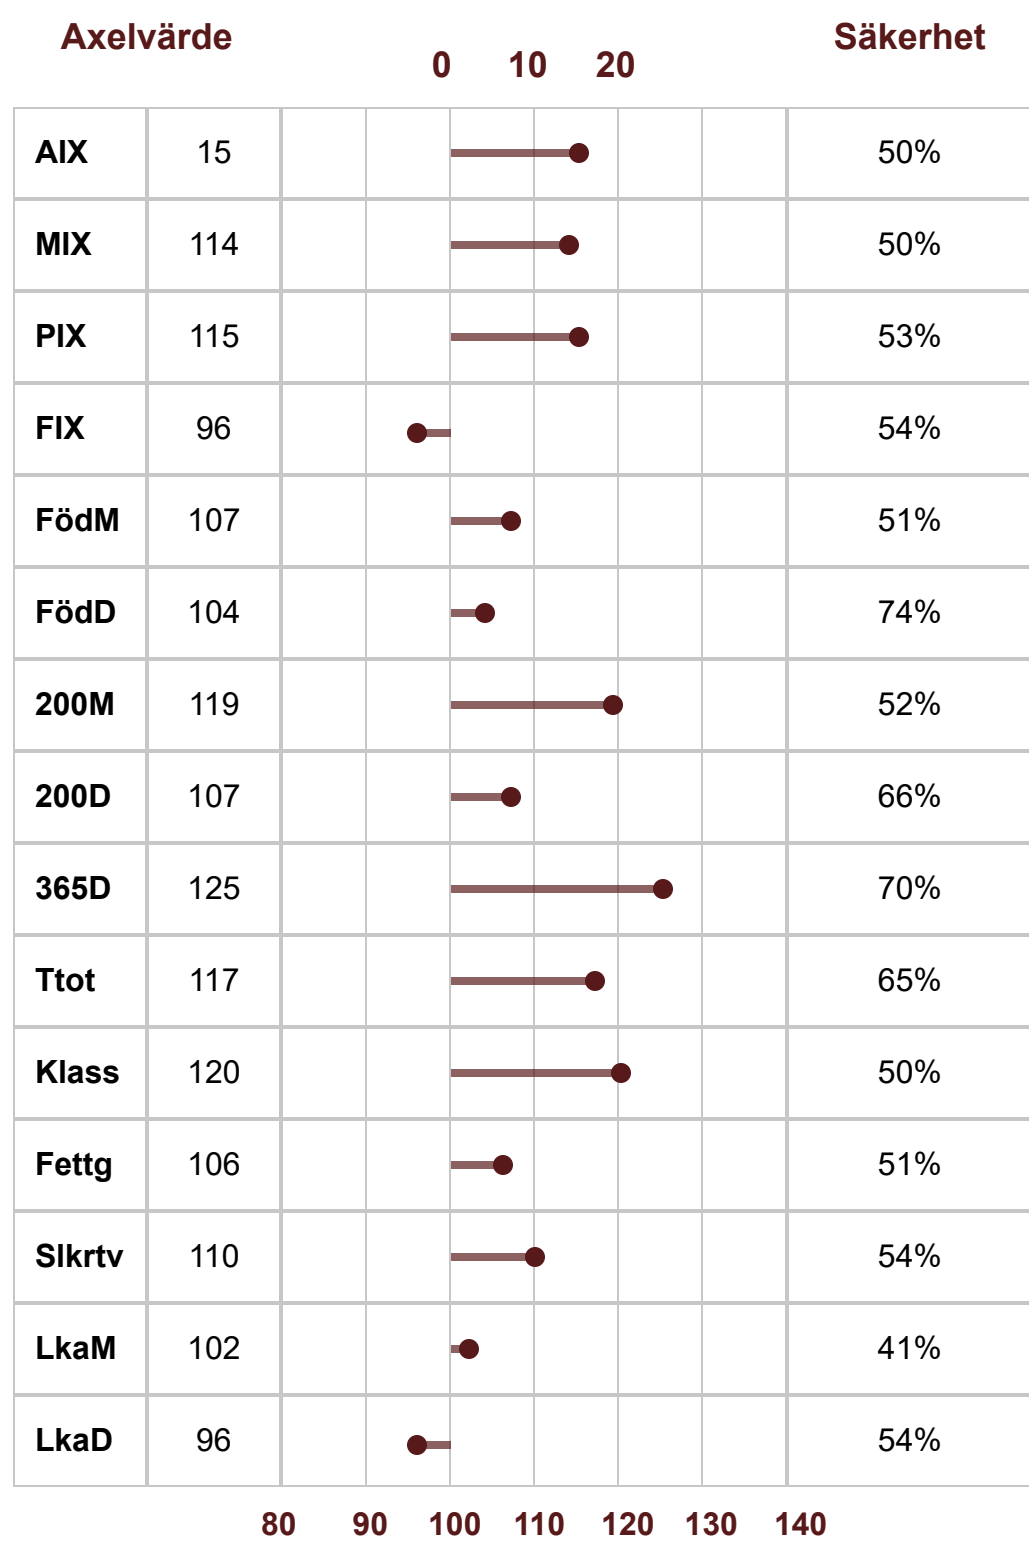 Axelvärde Säkerhet
0 10 20
AIX 15 50%
MIX 114 50%
PIX 115 53%
FIX 96 54%
FödM 107 51%
FödD 104 74%
200M 119 52%
200D 107 66%
365D 125 70%
Ttot 117 65%
Klass 120 50%
Fettg 106 51%
Slkrtv 110 54%
LkaM 102 41%
LkaD 96 54%
80 90 100 110 120 130 140